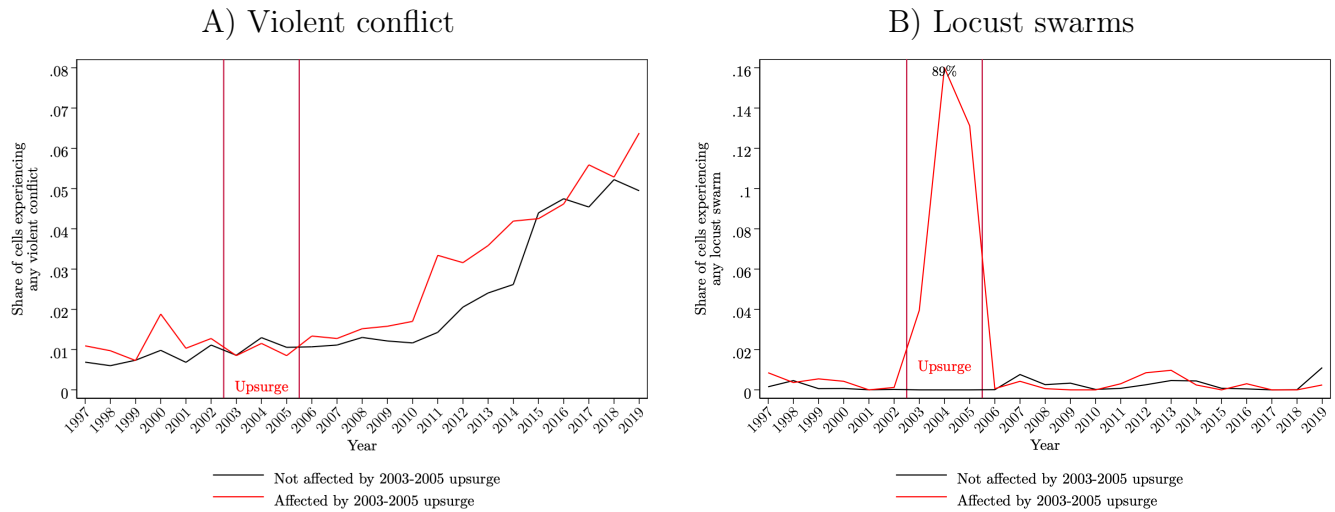 A) Violent conflict
Share of cells experiencing
any violent conflict
.08
.07
.06
.05
.04
.03
.02
.01
0
Upsurge
1997 1998 1999 2000 2001 2002 2003 2004 2005 2006 2007 2008 2009 2010 2011 2012 2013 2014 2015 2016 2017 2018 2019
Year
Not affected by 2003-2005 upsurge
Affected by 2003-2005 upsurge
B) Locust swarms
Share of cells experiencing
any locust swarm
.16
.14
.12
.1
.08
.06
.04
.02
0
89%
Upsurge
1997 1998 1999 2000 2001 2002 2003 2004 2005 2006 2007 2008 2009 2010 2011 2012 2013 2014 2015 2016 2017 2018 2019
Year
Not affected by 2003-2005 upsurge
Affected by 2003-2005 upsurge